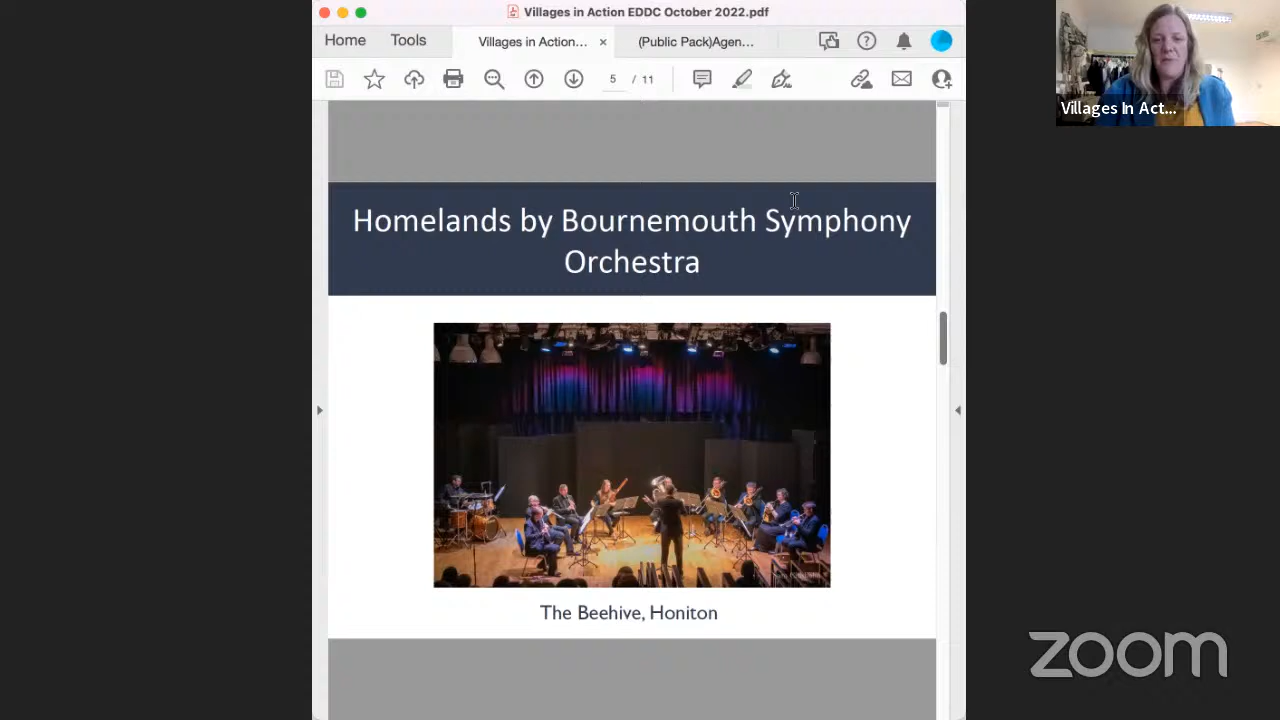 Villages in Action EDDC October 2022.pdf
Home
Tools
Villages in Action...
(Public Pack)Agen...
5 / 11
Villages In Act...
Homelands by Bournemouth Symphony
Orchestra
The Beehive, Honiton
zoom